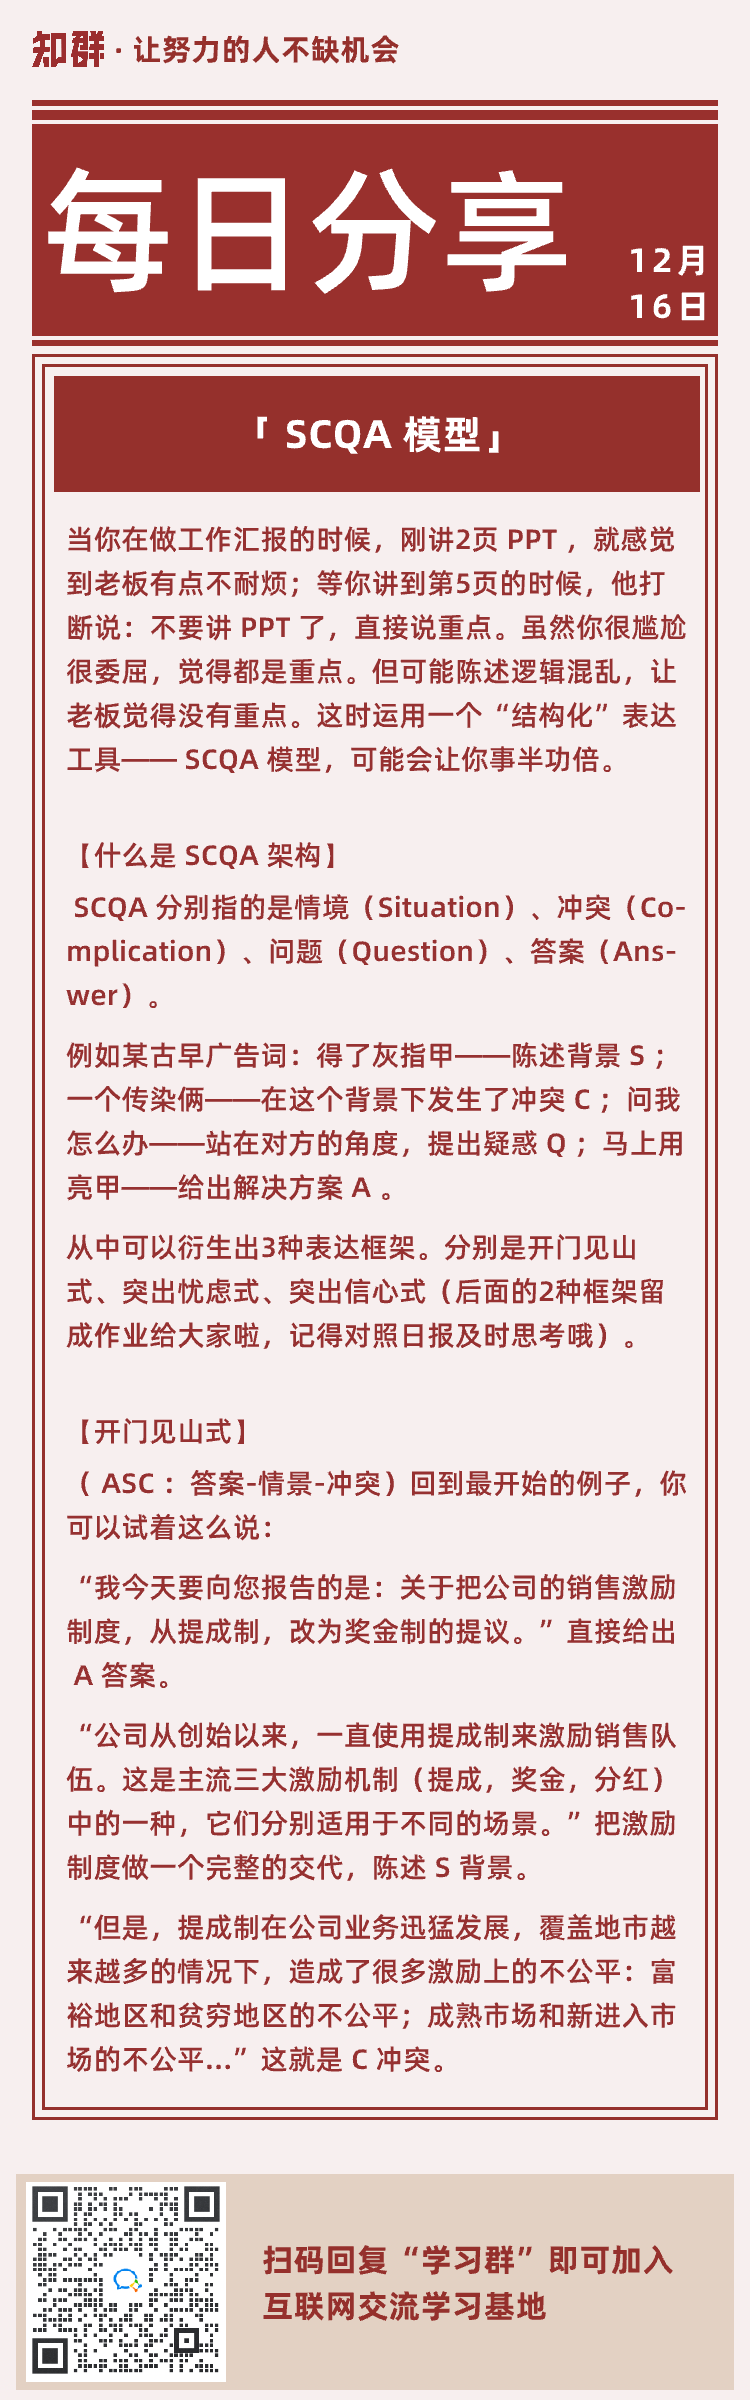 知群 · 让努力的人不缺机会
每日分享
12月
16日
「 SCQA 模型」
当你在做工作汇报的时候，刚讲2页 PPT ，就感觉
到老板有点不耐烦；等你讲到第5页的时候，他打
断说：不要讲 PPT 了，直接说重点。虽然你很尴尬
很委屈，觉得都是重点。但可能陈述逻辑混乱，让
老板觉得没有重点。这时运用一个“结构化”表达
工具—— SCQA 模型，可能会让你事半功倍。
【什么是 SCQA 架构】
SCQA 分别指的是情境（Situation）、冲突（Co-
mplication）、问题（Question）、答案（Ans-
wer）。
例如某古早广告词：得了灰指甲——陈述背景 S ；
一个传染俩——在这个背景下发生了冲突 C ；问我
怎么办——站在对方的角度，提出疑惑 Q ；马上用
亮甲——给出解决方案 A 。
从中可以衍生出3种表达框架。分别是开门见山
式、突出忧虑式、突出信心式（后面的2种框架留
成作业给大家啦，记得对照日报及时思考哦）。
【开门见山式】
（ ASC ：答案-情景-冲突）回到最开始的例子，你
可以试着这么说：
“我今天要向您报告的是：关于把公司的销售激励
制度，从提成制，改为奖金制的提议。”直接给出
A 答案。
“公司从创始以来，一直使用提成制来激励销售队
伍。这是主流三大激励机制（提成，奖金，分红）
中的一种，它们分别适用于不同的场景。”把激励
制度做一个完整的交代，陈述 S 背景。
“但是，提成制在公司业务迅猛发展，覆盖地市越
来越多的情况下，造成了很多激励上的不公平：富
裕地区和贫穷地区的不公平；成熟市场和新进入市
场的不公平...”这就是 C 冲突。
扫码回复“学习群”即可加入
互联网交流学习基地